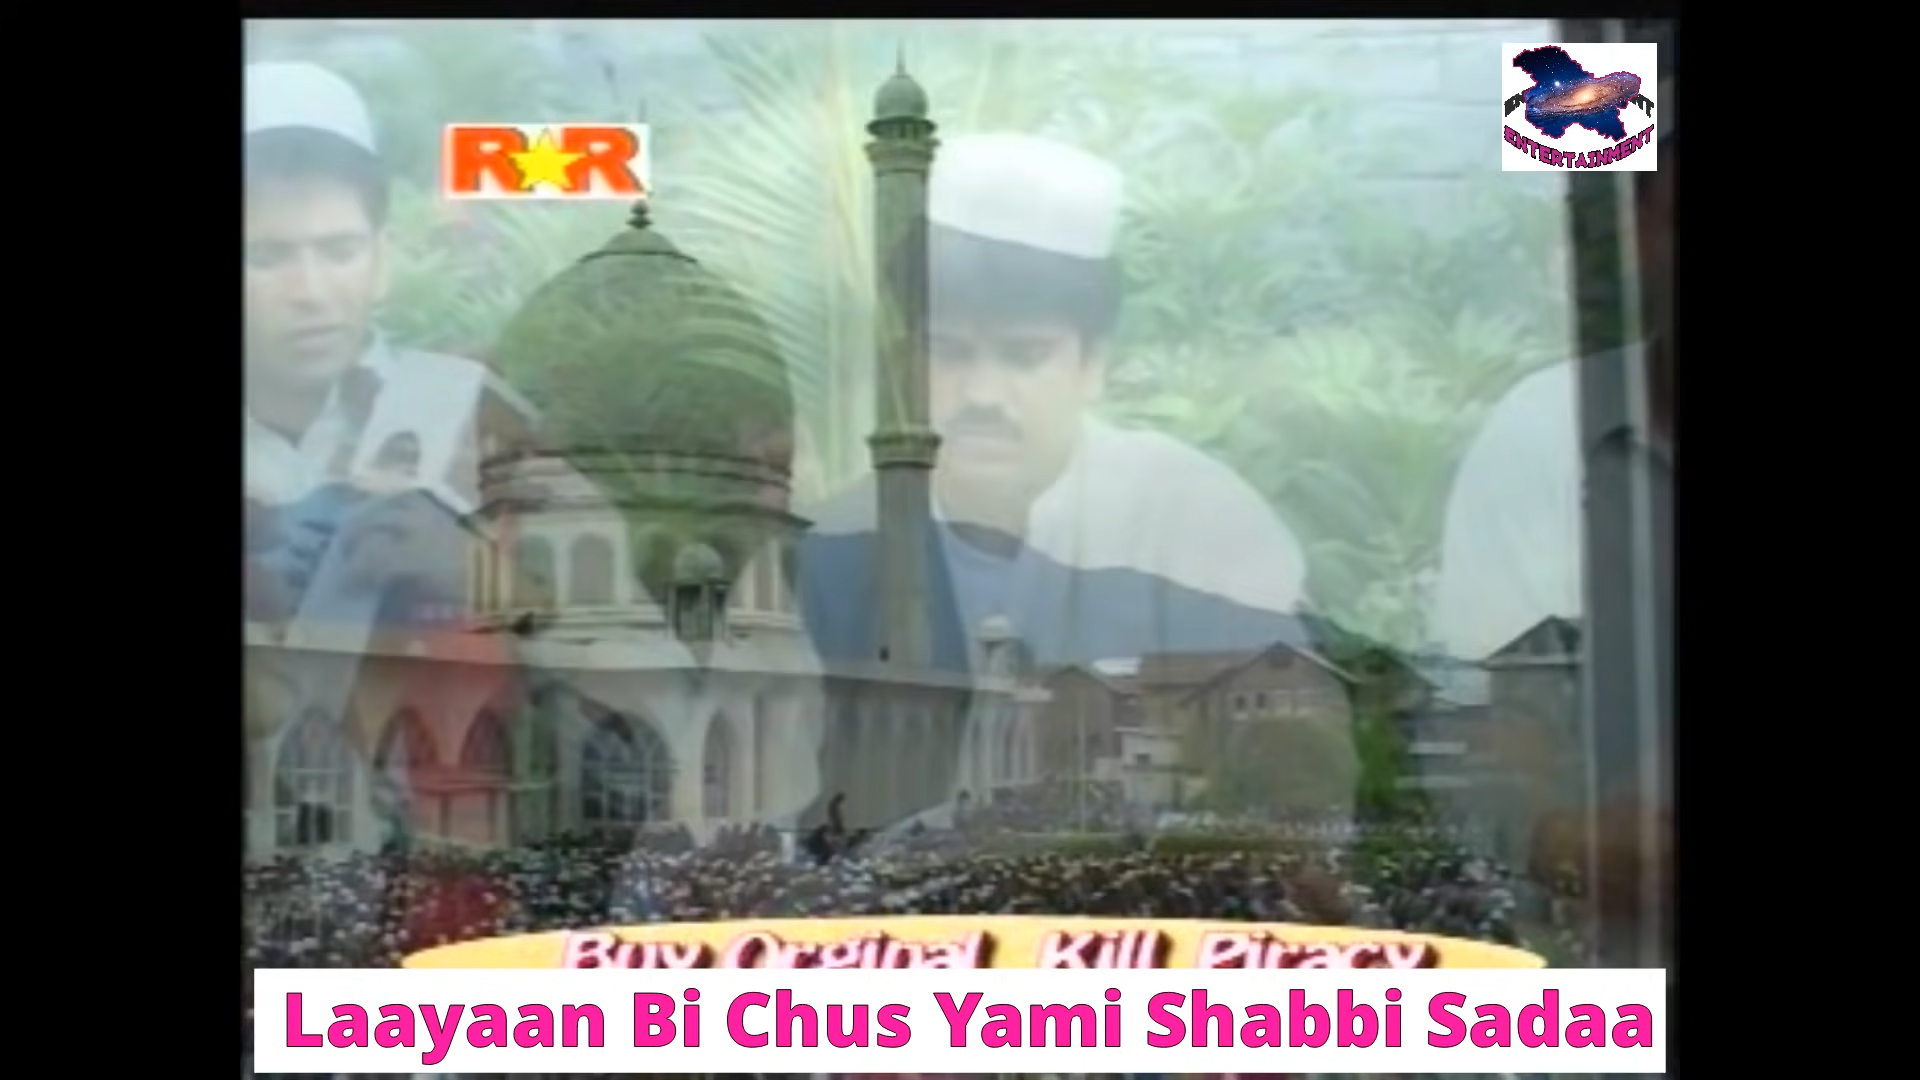 R★R
ENTERTAINMENT
Buy Orginal Kill Piracy
Laayaan Bi Chus Yami Shabbi Sadaa